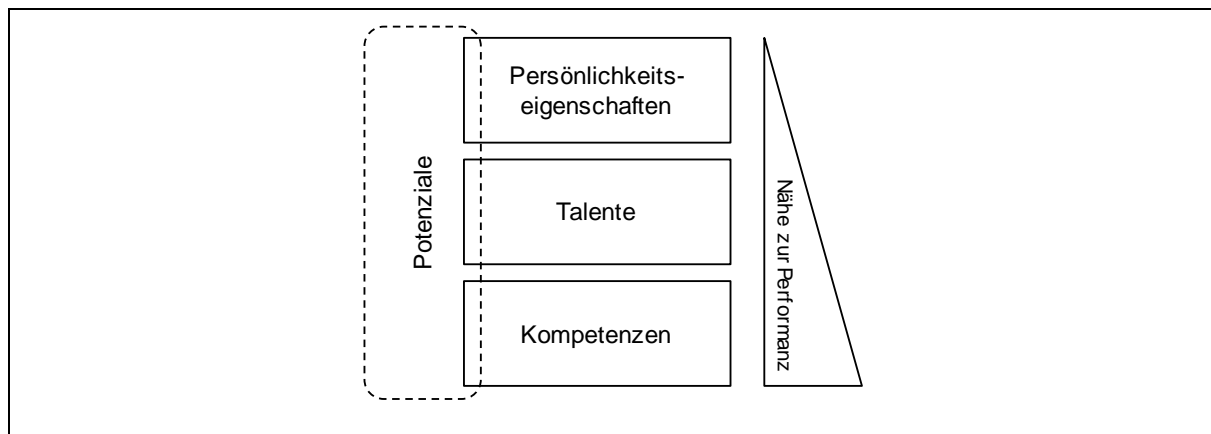 Potenziale
Persönlichkeits-
eigenschaften
Talente
Kompetenzen
Nähe zur Performanz